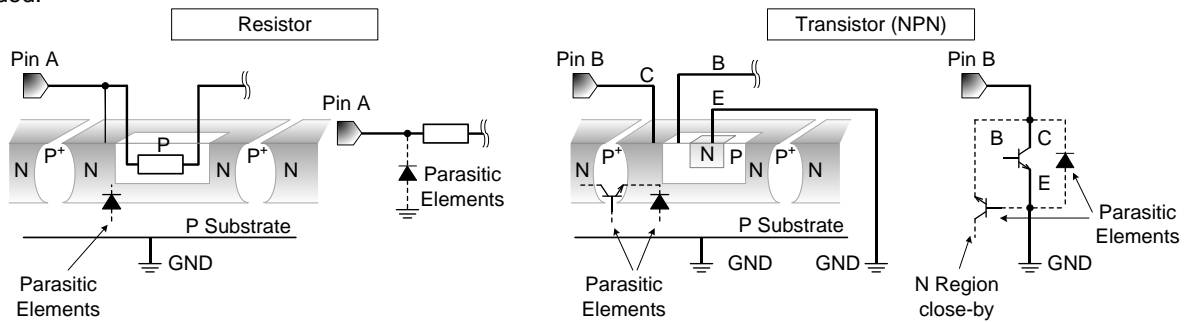 Resistor
Transistor (NPN)
Pin A
Pin A
N
P+
N
P
N
P+
N
Parasitic
Elements
P Substrate
GND
Parasitic
Elements
Pin B
C
B
E
N
P+
N
N
P
N
P+
N
P Substrate
GND
GND
Parasitic
Elements
Pin B
B
C
E
Parasitic
Elements
GND
N Region
close-by